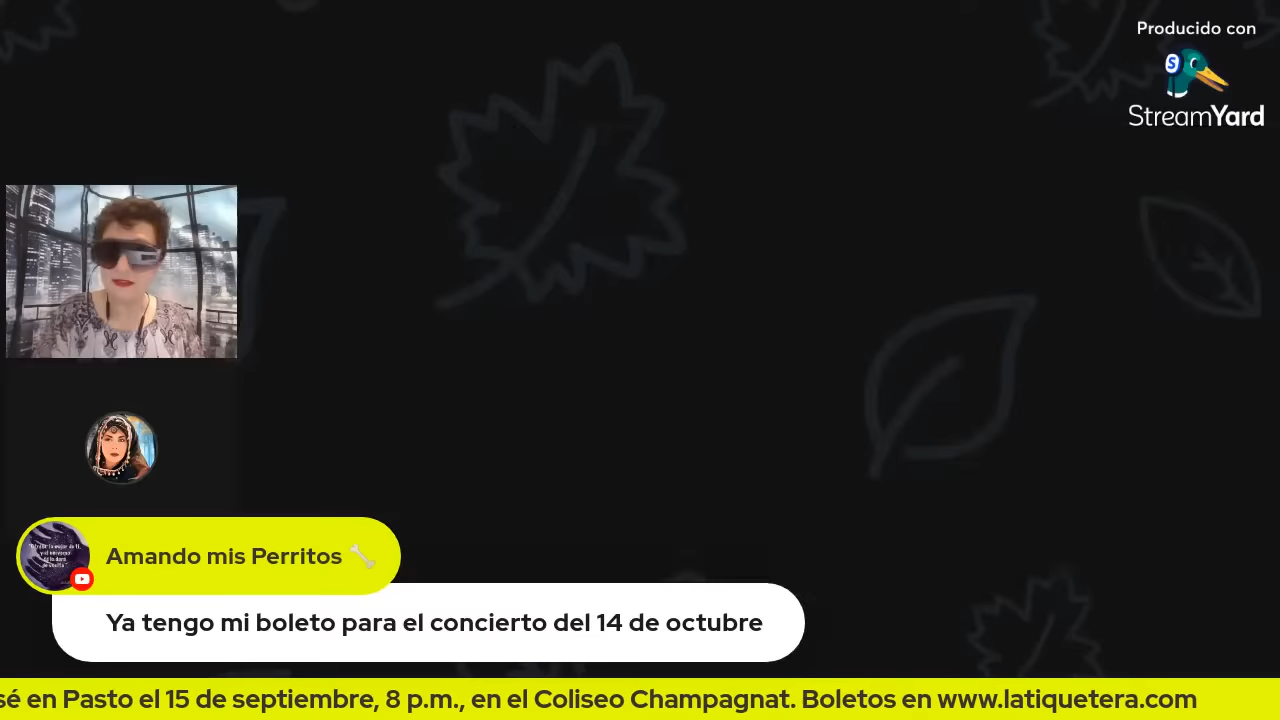 Producido con
StreamYard
Amando mis Perritos
Ya tengo mi boleto para el concierto del 14 de octubre
sé en Pasto el 15 de septiembre, 8 p.m., en el Coliseo Champagnat. Boletos en www.latiquetera.com